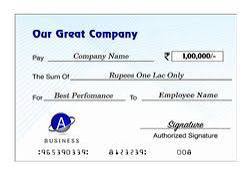 Our Great Company
Pay Company Name ₹ 1,00,000/-
The Sum Of Rupees One Lac Only
For Best Perfomance To Employee Name
A
BUSINESS
Signature
Authorized Signature
:965390339: 8123239: 008